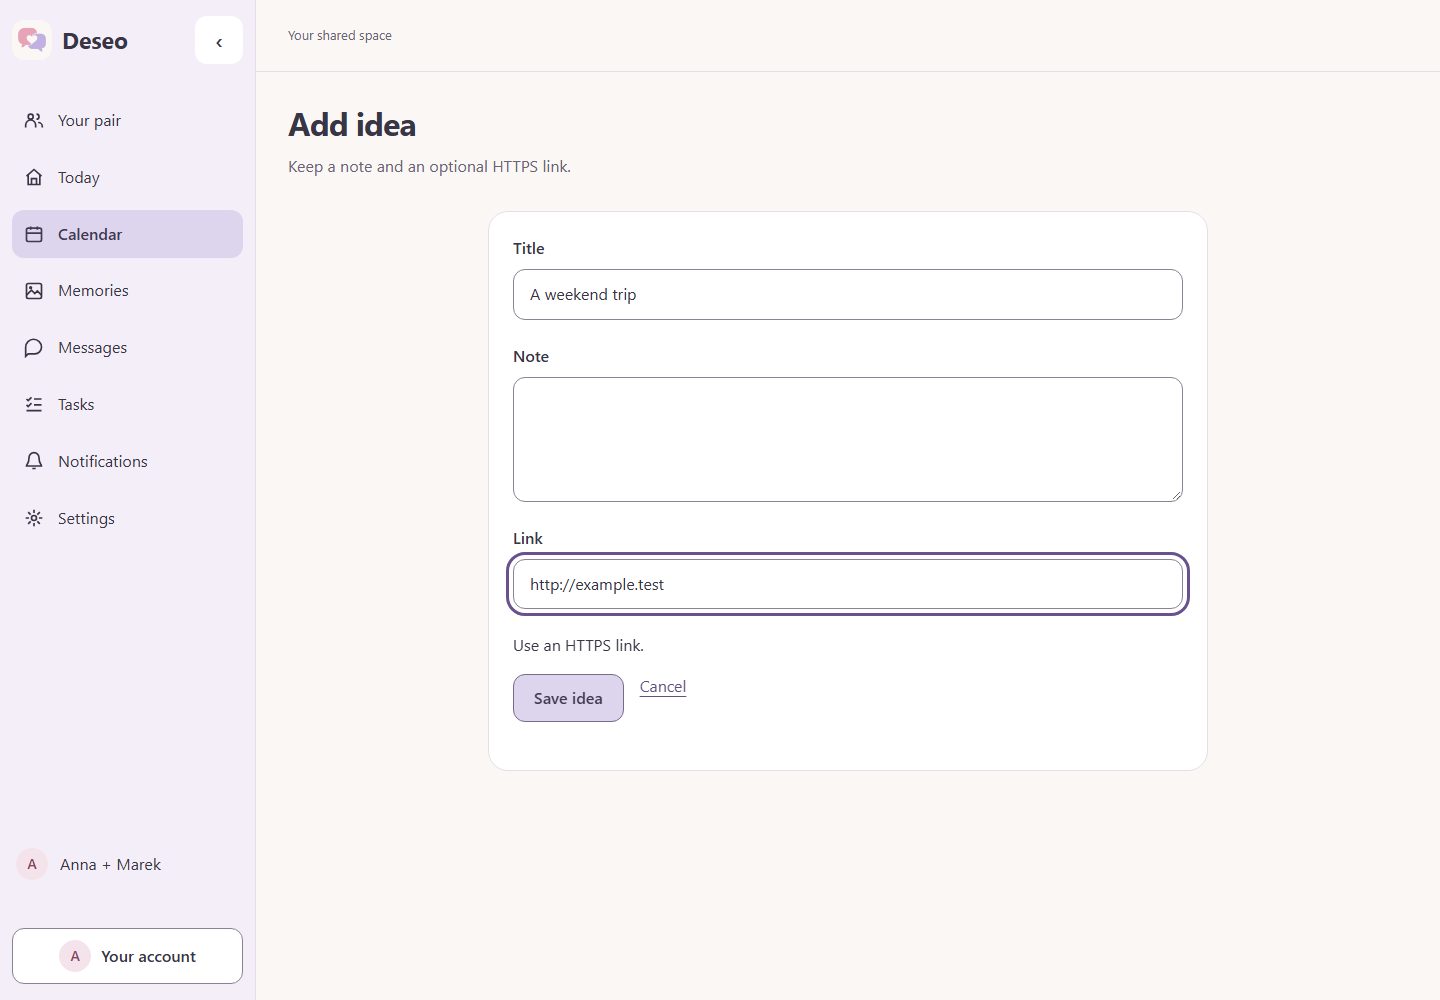 Deseo
‹
Your pair
Today
Calendar
Memories
Messages
Tasks
Notifications
Settings
A
Anna + Marek
A
Your account
Your shared space
Add idea
Keep a note and an optional HTTPS link.
Title
A weekend trip
Note
Link
http://example.test
Use an HTTPS link.
Save idea
Cancel